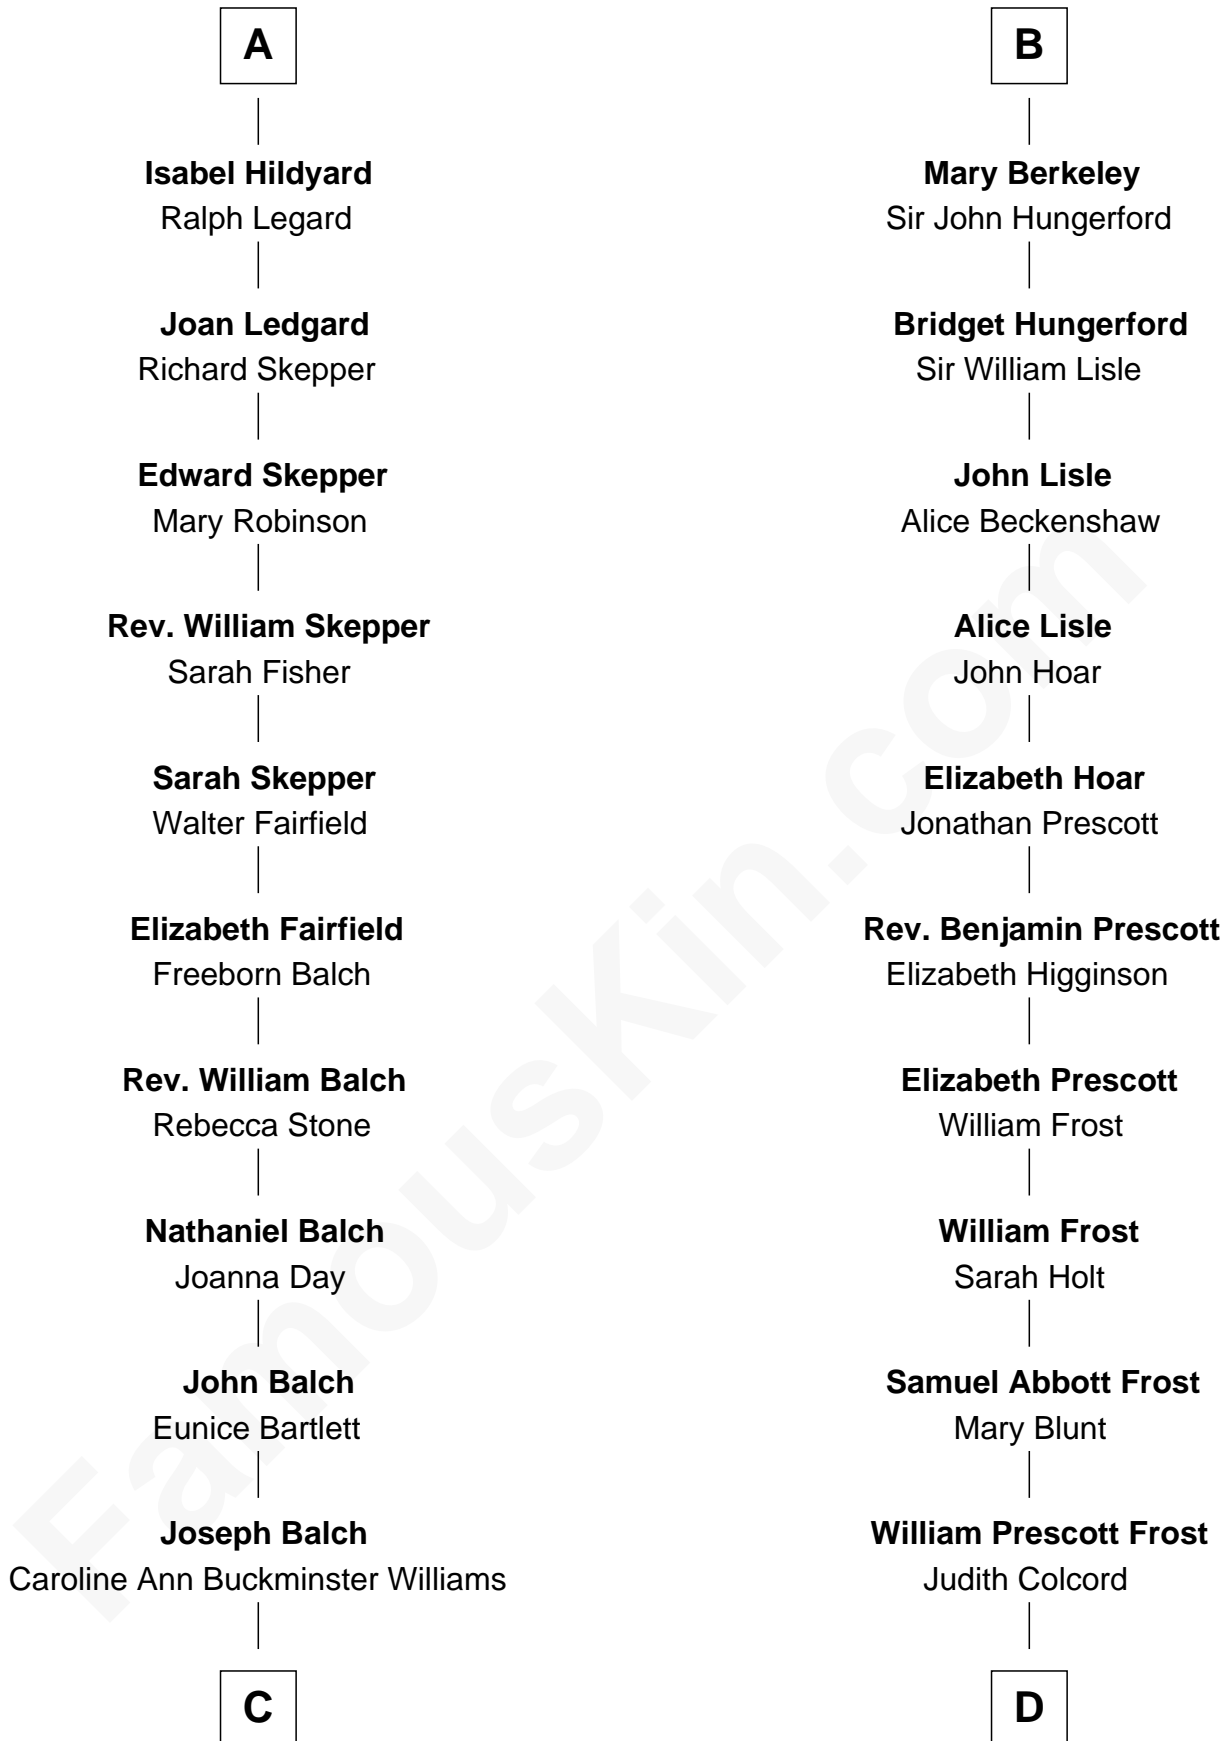 A
Isabel Hildyard
Ralph Legard
Joan Ledgard
Richard Skepper
Edward Skepper
Mary Robinson
Rev. William Skepper
Sarah Fisher
Sarah Skepper
Walter Fairfield
Elizabeth Fairfield
Freeborn Balch
Rev. William Balch
Rebecca Stone
Nathaniel Balch
Joanna Day
John Balch
Eunice Bartlett
Joseph Balch
Caroline Ann Buckminster Williams
C
B
Mary Berkeley
Sir John Hungerford
Bridget Hungerford
Sir William Lisle
John Lisle
Alice Beckenshaw
Alice Lisle
John Hoar
Elizabeth Hoar
Jonathan Prescott
Rev. Benjamin Prescott
Elizabeth Higginson
Elizabeth Prescott
William Frost
William Frost
Sarah Holt
Samuel Abbott Frost
Mary Blunt
William Prescott Frost
Judith Colcord
D
FamousKin.com